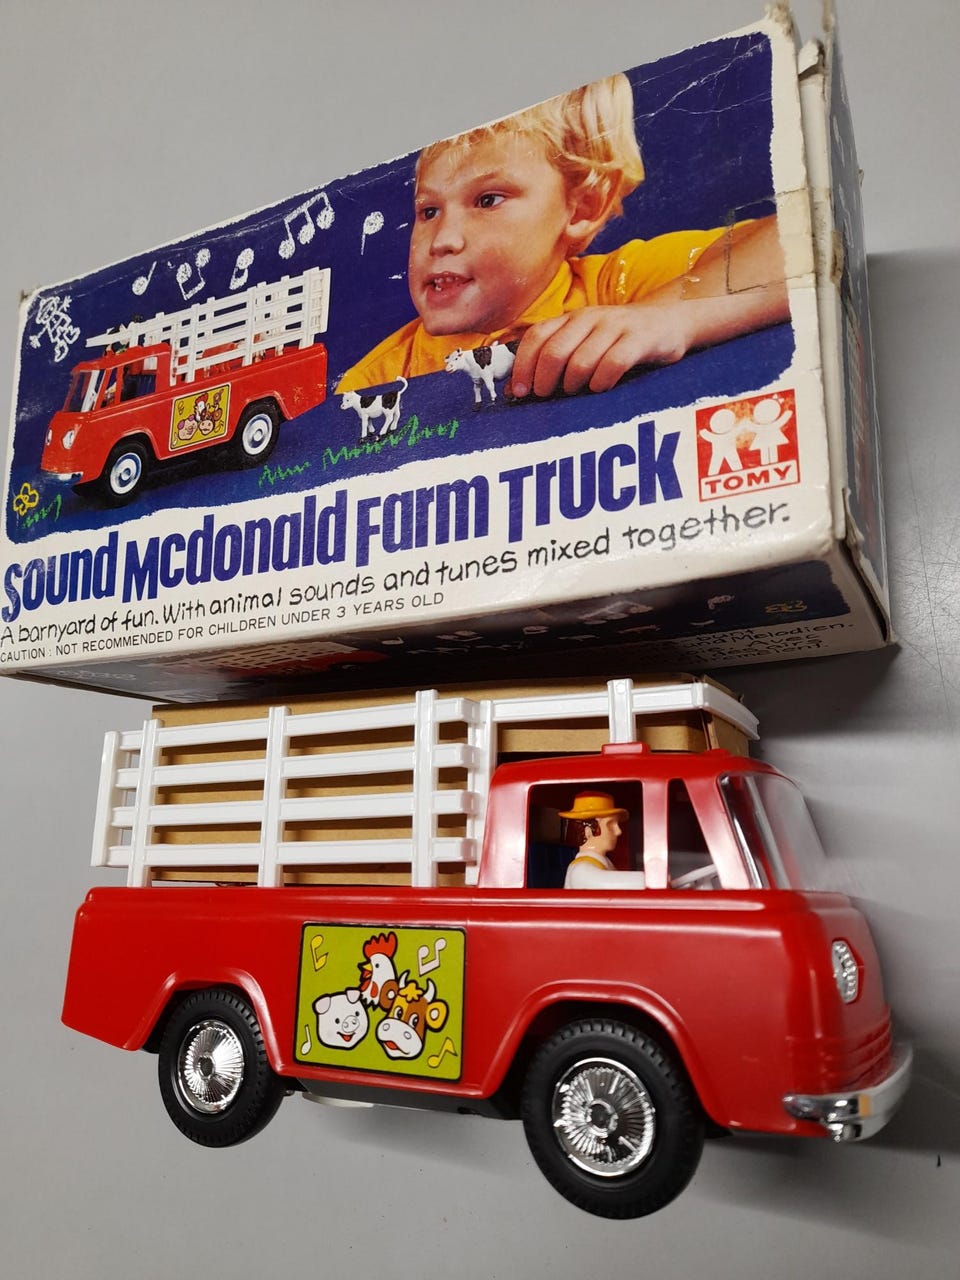 Sound Mcdonald Farm Truck
TOMY
A barnyard of fun. With animal sounds and tunes mixed together.
CAUTION : NOT RECOMMENDED FOR CHILDREN UNDER 3 YEARS OLD
Melodien.